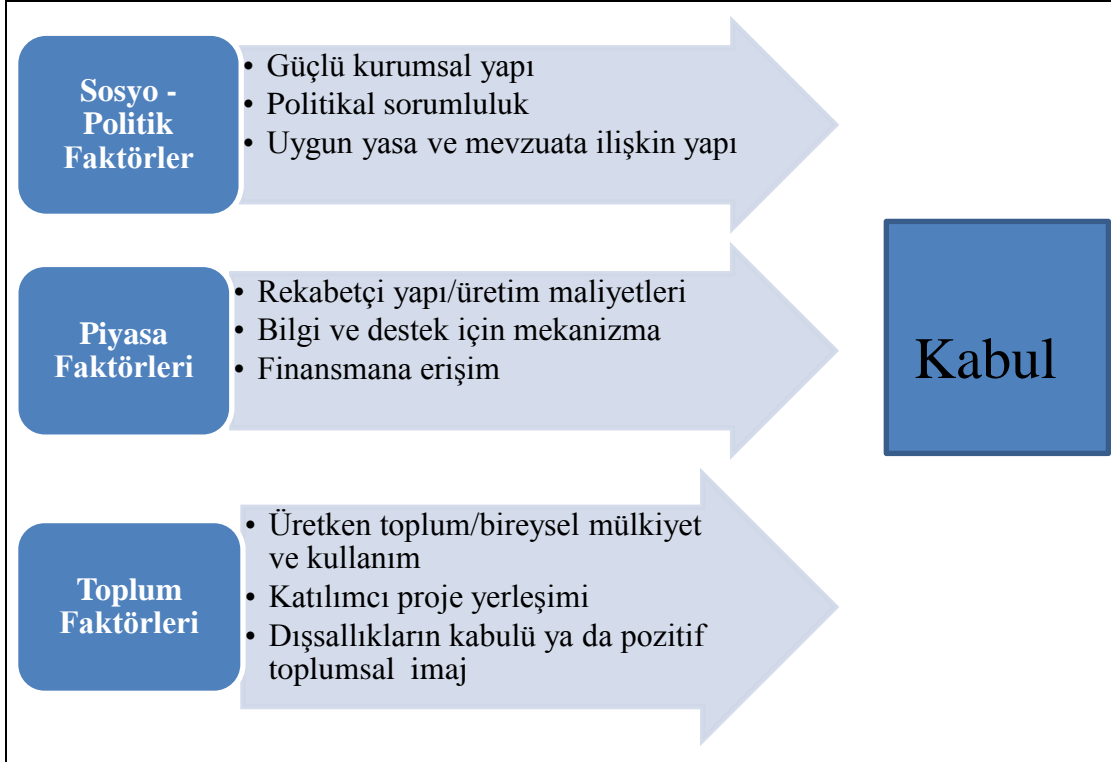 Sosyo -
Politik
Faktörler
• Güçlü kurumsal yapı
• Politikal sorumluluk
• Uygun yasa ve mevzuata ilişkin yapı
Piyasa
Faktörleri
• Rekabetçi yapı/üretim maliyetleri
• Bilgi ve destek için mekanizma
• Finansmana erişim
Toplum
Faktörleri
• Üretken toplum/bireysel mülkiyet
ve kullanım
• Katılımcı proje yerleşimi
• Dışsallıkların kabulü ya da pozitif
toplumsal imaj
Kabul